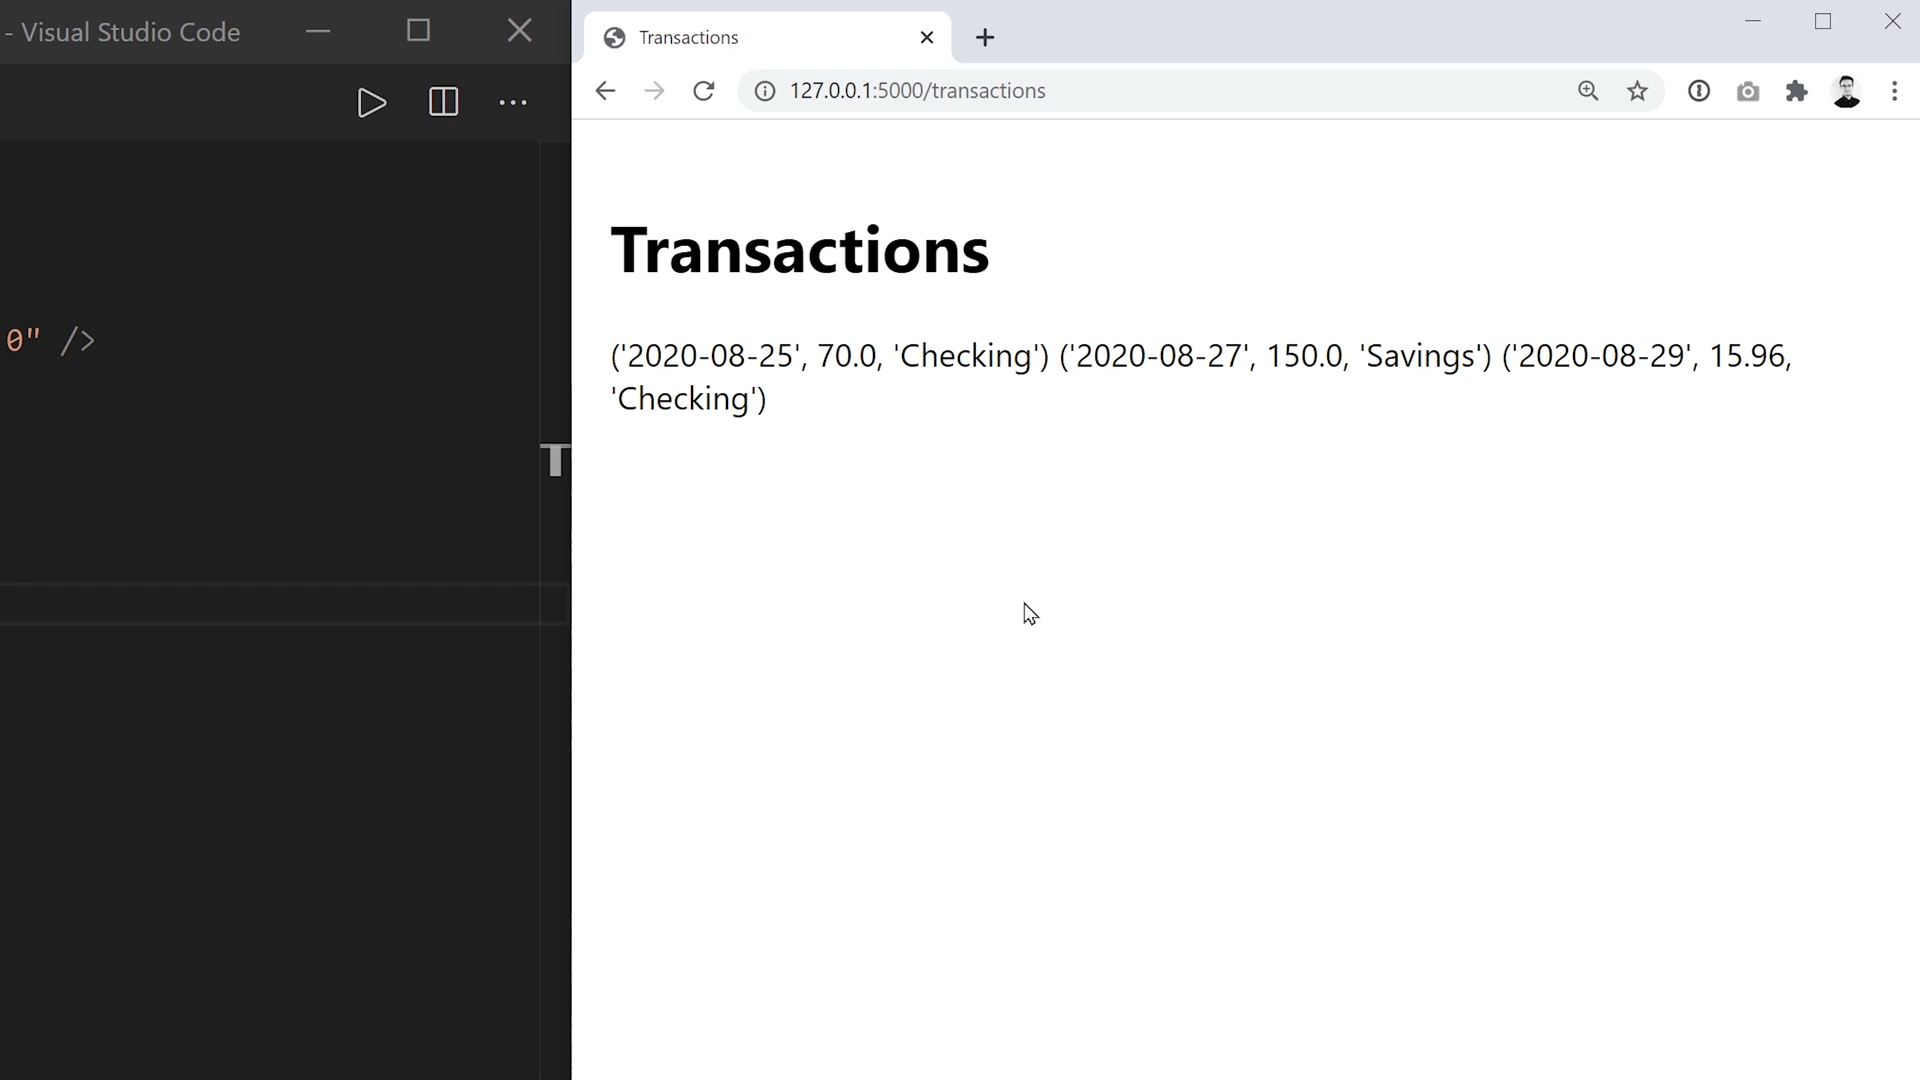 - Visual Studio Code
Transactions
127.0.0.1:5000/transactions
Transactions
0" />
('2020-08-25', 70.0, 'Checking') ('2020-08-27', 150.0, 'Savings') ('2020-08-29', 15.96,
'Checking')
T